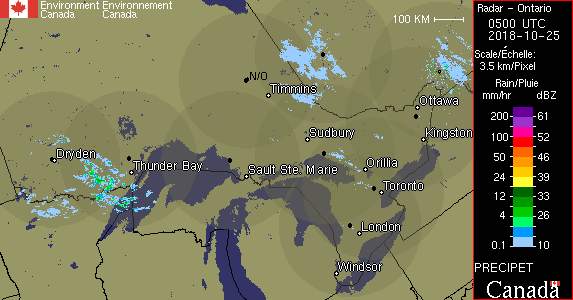 Environment Environnement
Canada Canada
100 KM
N/O
Timmins
Ottawa
Sudbury
Kingston
Dryden
Thunder Bay
Sault Ste. Marie
Orillia
Toronto
London
Windsor
Radar - Ontario
0500 UTC
2018-10-25
Scale/Échelle:
3.5 km/Pixel
Rain/Pluie
mm/hr dBZ
200 61
100 52
50 46
24 39
12 33
4 26
0.1 10
PRECIPET
Canada